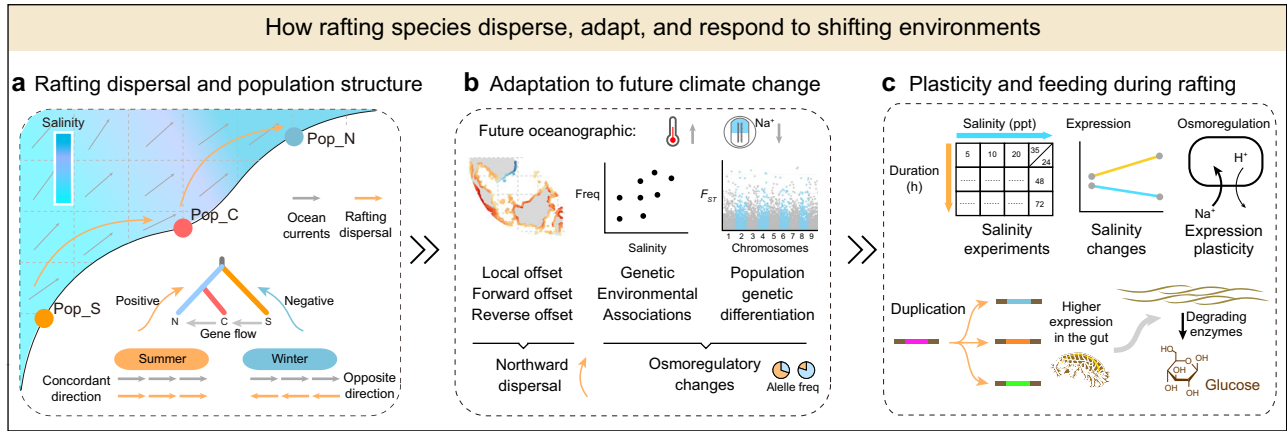 How rafting species disperse, adapt, and respond to shifting environments
a Rafting dispersal and population structure
Salinity
Pop_N
Pop_C
Pop_S
Ocean
currents
Rafting
dispersal
Positive
Negative
N C S
Gene flow
Summer
Winter
Concordant
direction
Opposite
direction
b Adaptation to future climate change
Future oceanographic:
Na+
Freq
Salinity
FST
1 2 3 4 5 6 7 8 9
Chromosomes
Local offset
Forward offset
Reverse offset
Genetic
Environmental
Associations
Population
genetic
differentiation
Northward
dispersal
Osmoregulatory
changes
Alelle freq
c Plasticity and feeding during rafting
Salinity (ppt)
Duration
(h)
5 10 20 35 24
...... ...... ...... 48
...... ...... ...... 72
Salinity
experiments
Expression
Salinity
changes
Osmoregulation
H+
Na+
Expression
plasticity
Duplication
Higher
expression
in the gut
Degrading
enzymes
HO
OH
O
HO
OH
OH
Glucose